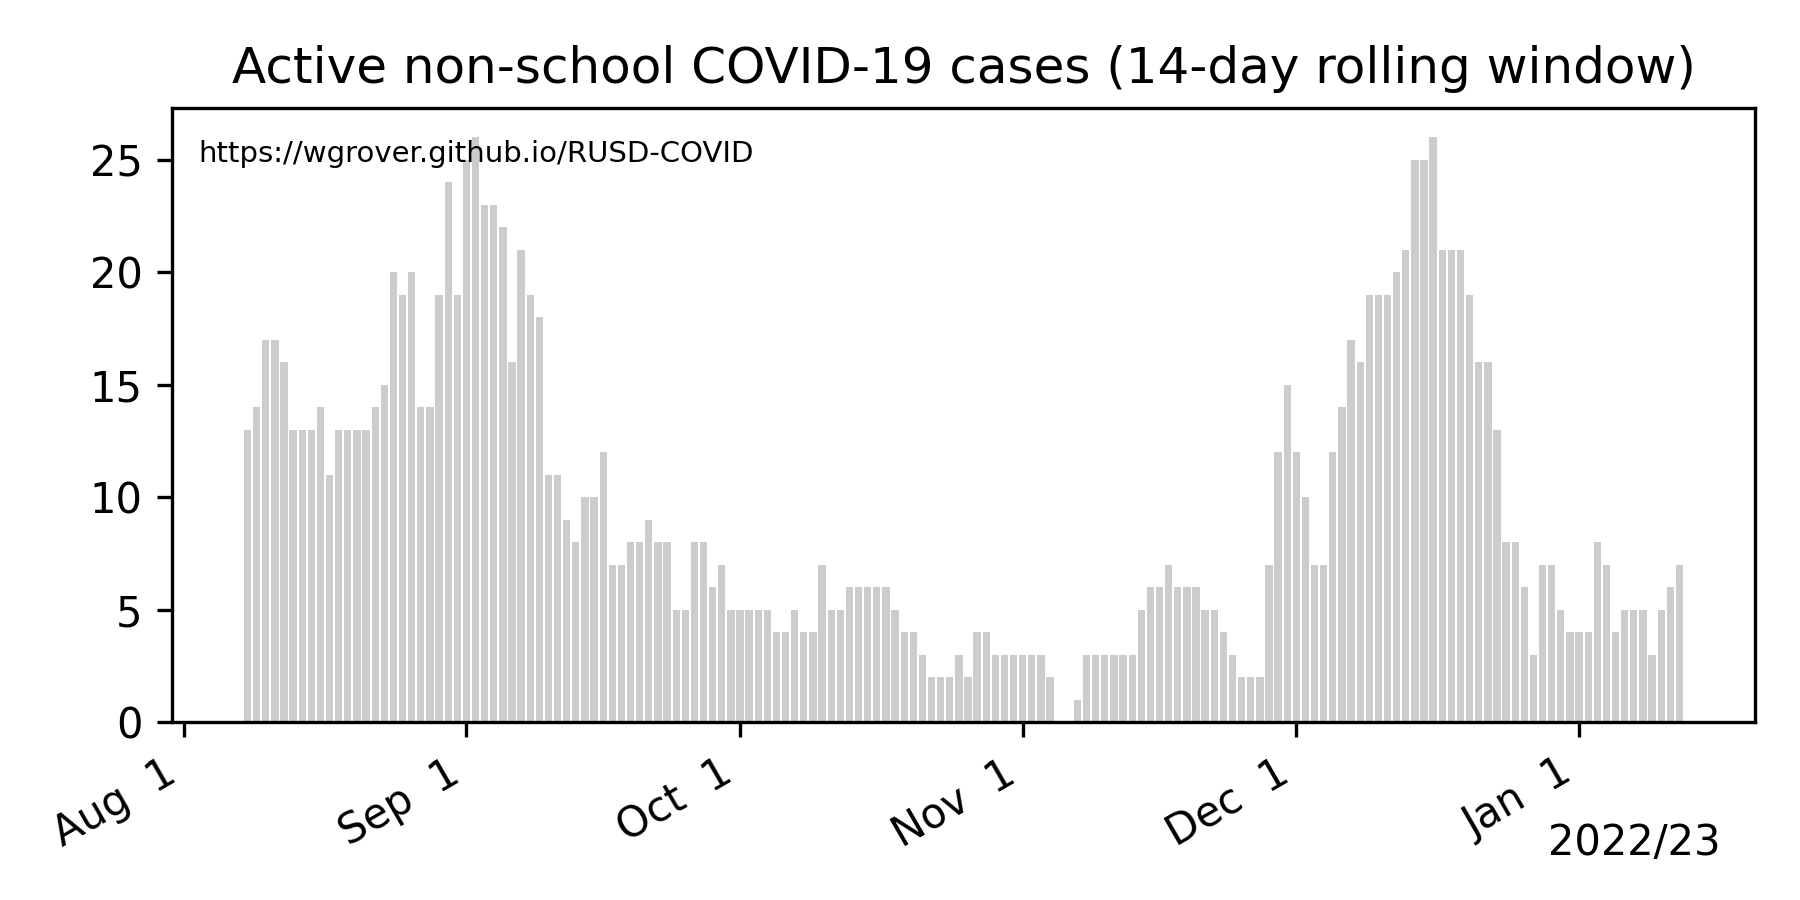 Active non-school COVID-19 cases (14-day rolling window)
https://wgrover.github.io/RUSD-COVID
25
20
15
10
5
0
Aug 1
Sep 1
Oct 1
Nov 1
Dec 1
Jan 1
2022/23